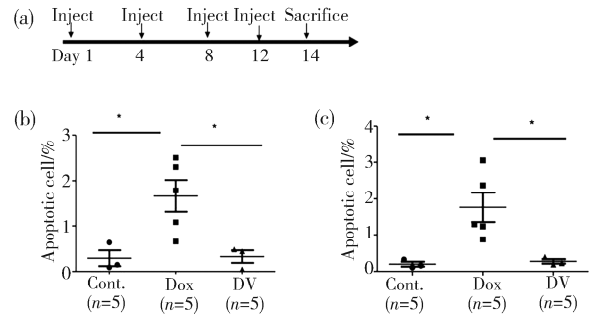 (a)
Inject Inject Inject Inject Sacrifice
Day 1 4 8 12 14
(b)
Apoptotic cell/%
3
2
1
0
* *
Cont. Dox DV
(n=5) (n=5) (n=5)
(c)
Apoptotic cell/%
4
3
2
1
0
* *
Cont. Dox DV
(n=5) (n=5) (n=5)